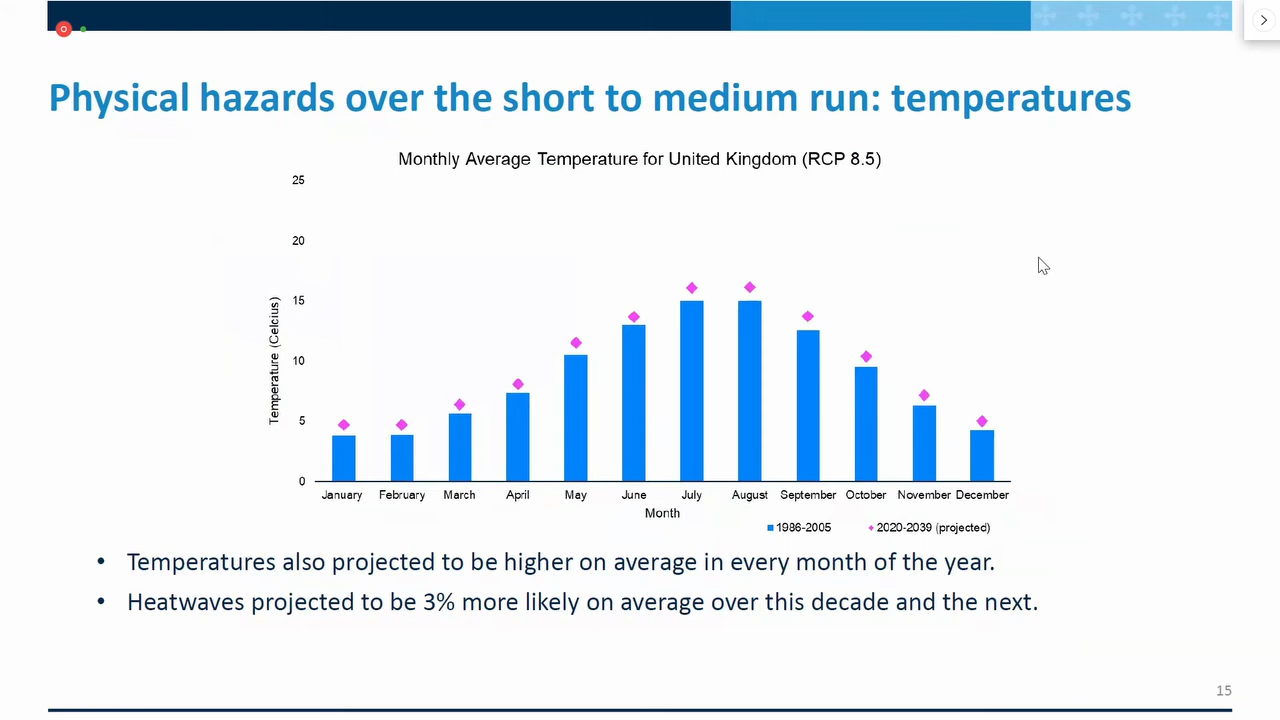 Physical hazards over the short to medium run: temperatures
Monthly Average Temperature for United Kingdom (RCP 8.5)
25
20
15
10
5
0
Temperature (Celcius)
January February March April May June July August September October November December
Month
1986-2005 2020-2039 (projected)
• Temperatures also projected to be higher on average in every month of the year.
• Heatwaves projected to be 3% more likely on average over this decade and the next.
15